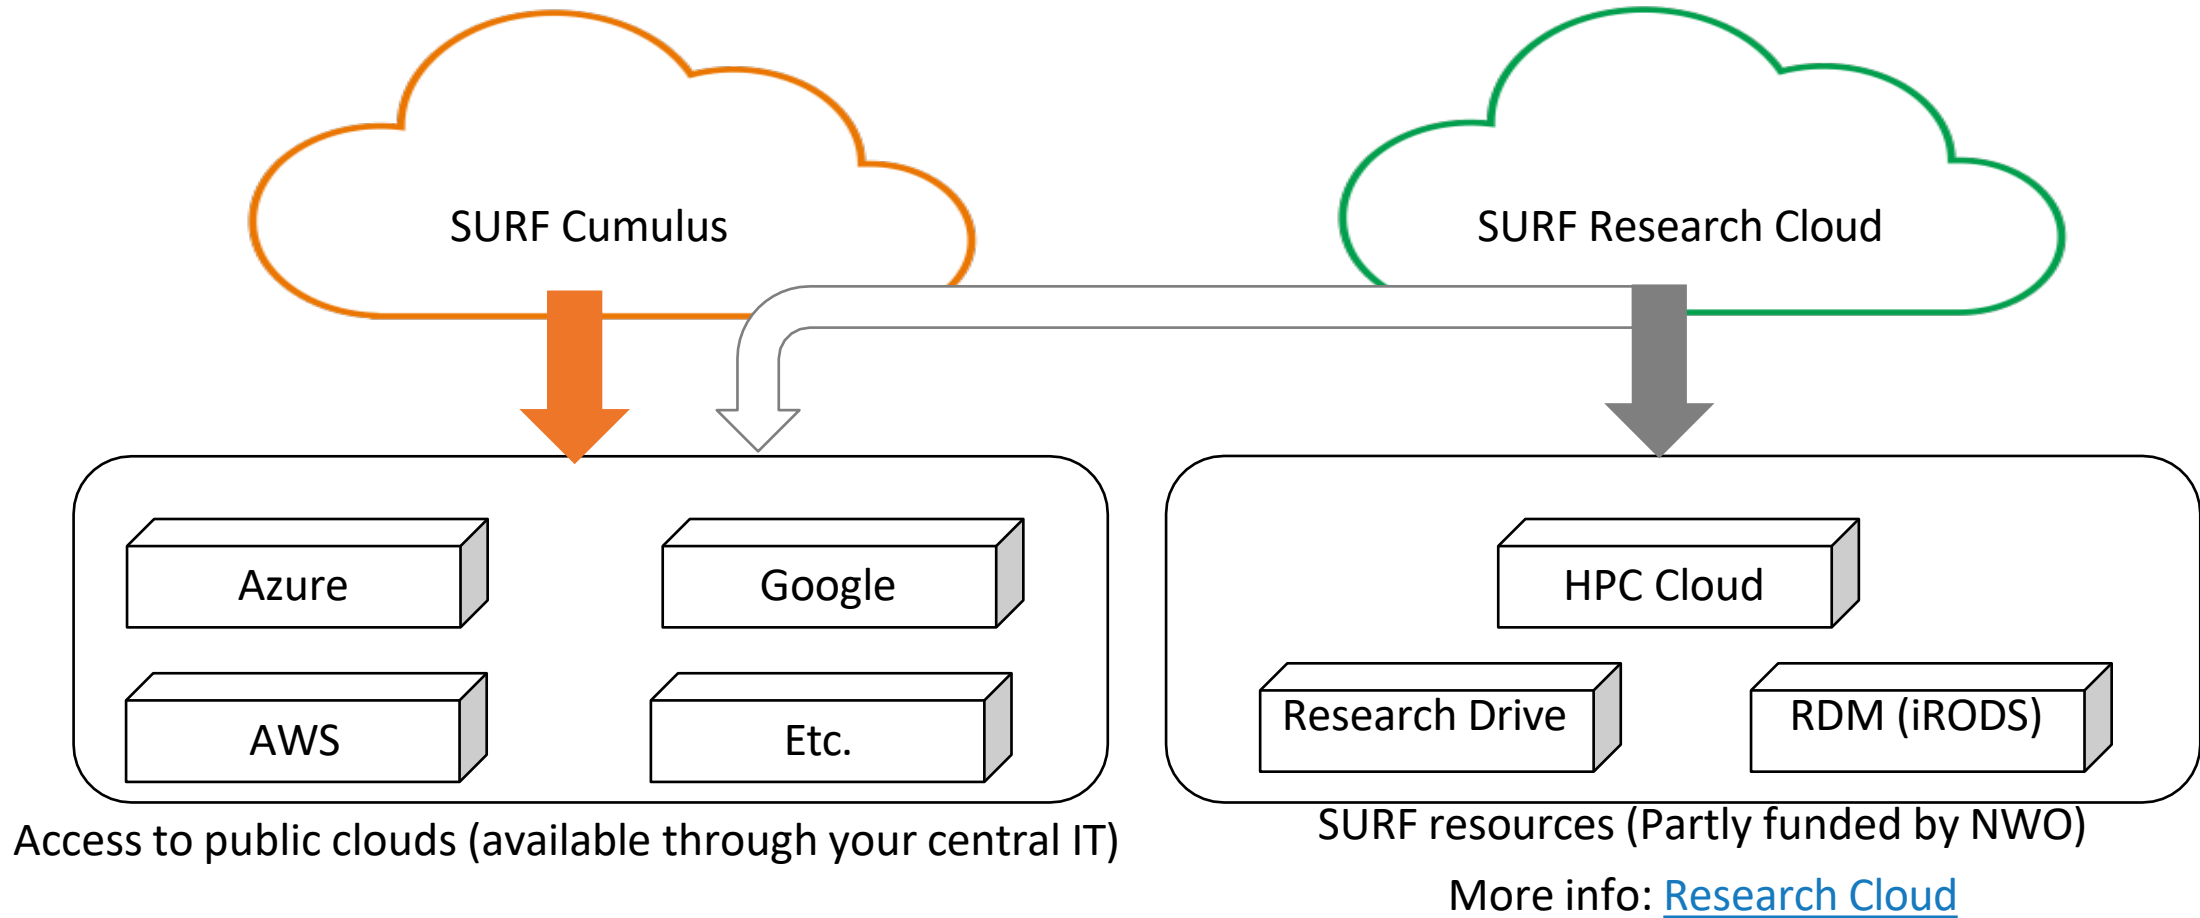 SURF Cumulus
SURF Research Cloud
Azure
Google
AWS
Etc.
Access to public clouds (available through your central IT)
HPC Cloud
Research Drive
RDM (iRODS)
SURF resources (Partly funded by NWO)
More info: Research Cloud